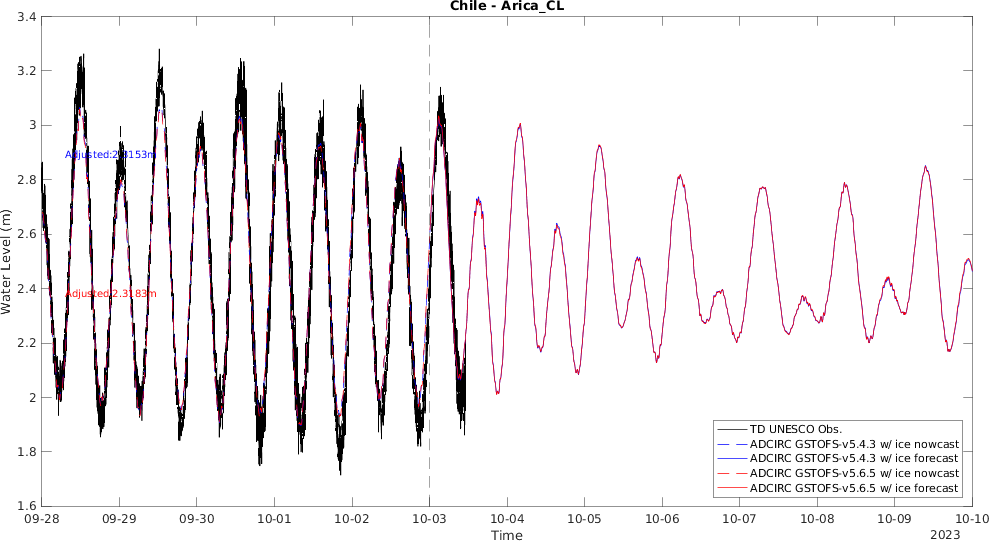 Chile - Arica_CL
3.4
3.2
3
2.8
2.6
2.4
2.2
2
1.8
1.6
Water Level (m)
Adjusted:2.3153m
Adjusted:2.3183m
TD UNESCO Obs.
ADCIRC GSTOFS-v5.4.3 w/ ice nowcast
ADCIRC GSTOFS-v5.4.3 w/ ice forecast
ADCIRC GSTOFS-v5.6.5 w/ ice nowcast
ADCIRC GSTOFS-v5.6.5 w/ ice forecast
09-28 09-29 09-30 10-01 10-02 10-03 10-04 10-05 10-06 10-07 10-08 10-09 10-10
Time
2023